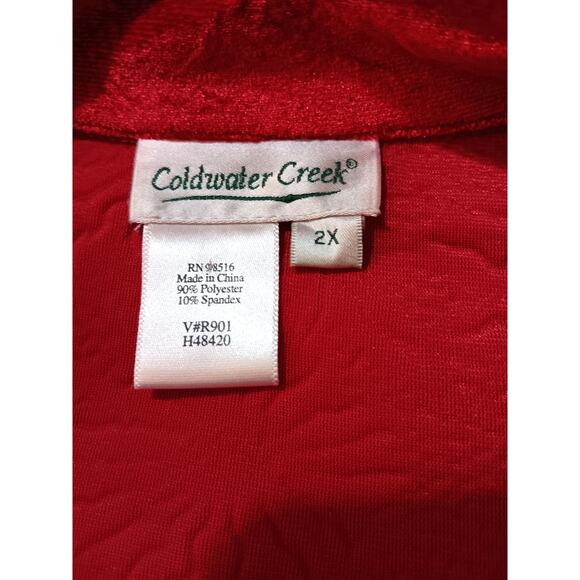 Coldwater Creek®
2X
RN 98516
Made in China
90% Polyester
10% Spandex
V#R901
H48420